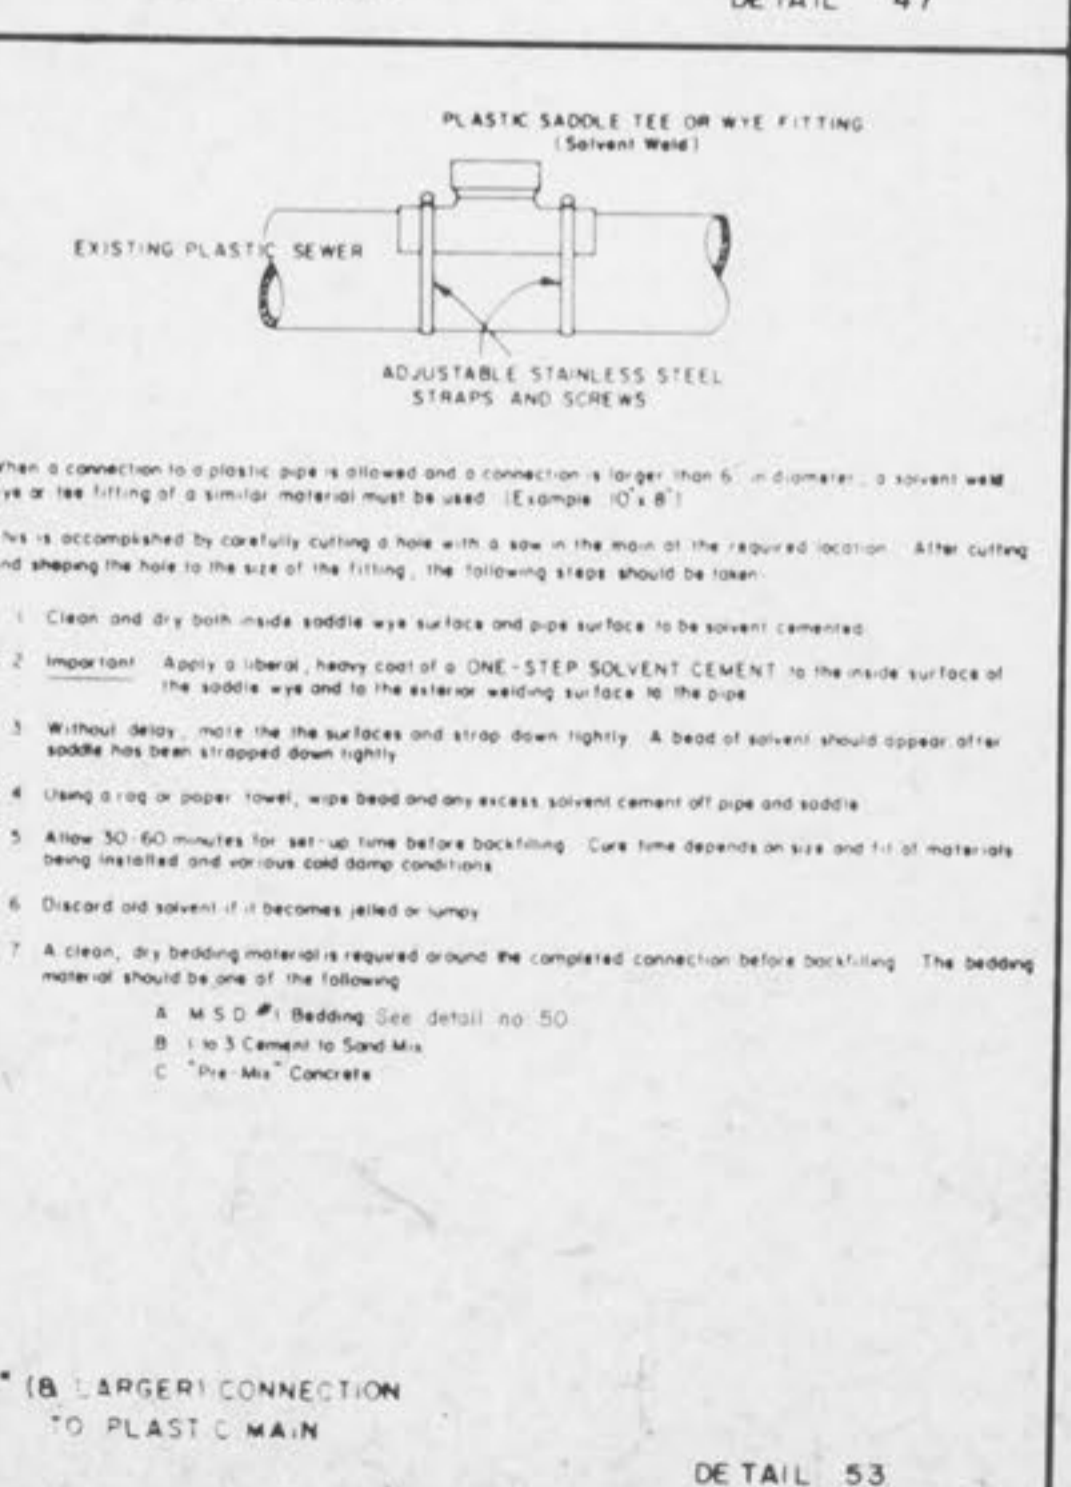 DETAIL 47
PLASTIC SADDLE TEE OR WYE FITTING
(Solvent Weld)
EXISTING PLASTIC SEWER
ADJUSTABLE STAINLESS STEEL
STRAPS AND SCREWS
When a connection to a plastic pipe is allowed and a connection is larger than 6" in diameter, a solvent weld
wye or tee fitting of a similar material must be used (Example 10" x 8")
This is accomplished by carefully cutting a hole with a saw in the main at the required location. After cutting
and shaping the hole to the size of the fitting, the following steps should be taken.
1 Clean and dry both inside saddle wye surface and pipe surface to be solvent cemented
2 Important Apply a liberal, heavy coat of a ONE-STEP SOLVENT CEMENT to the inside surface of
the saddle wye and to the exterior welding surface to the pipe
3 Without delay, mate the the surfaces and strap down tightly. A bead of solvent should appear after
saddle has been strapped down tightly
4 Using a rag or paper towel, wipe bead and any excess solvent cement off pipe and saddle
5 Allow 30-60 minutes for set-up time before backfilling. Cure time depends on size and fit of materials
being installed and various cold damp conditions
6 Discard old solvent if it becomes jelled or lumpy
7 A clean, dry bedding material is required around the completed connection before backfilling. The bedding
material should be one of the following
A M S D #1 Bedding See detail no 50
B 1 to 3 Cement to Sand Mix
C "Pre-Mix" Concrete
" (& LARGER) CONNECTION
TO PLASTIC MAIN
DETAIL 53